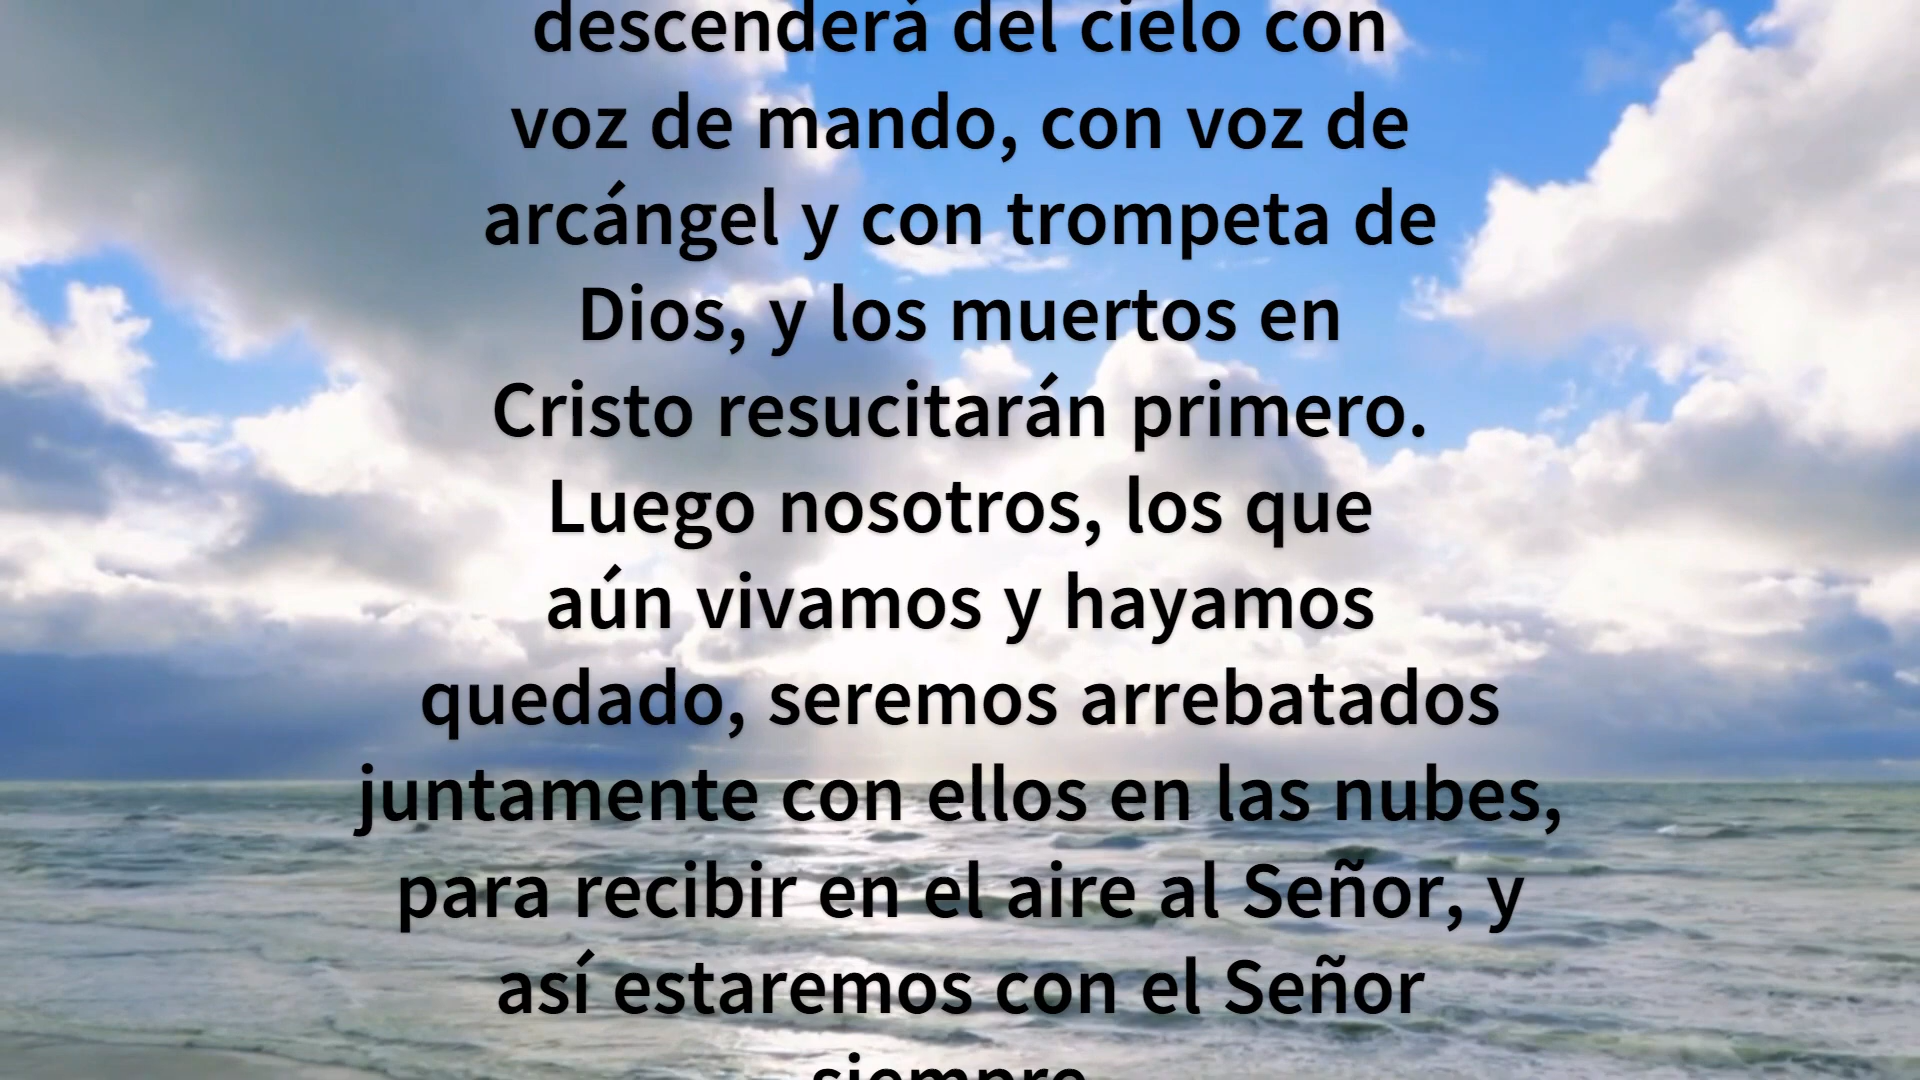 descenderá del cielo con
voz de mando, con voz de
arcángel y con trompeta de
Dios, y los muertos en
Cristo resucitarán primero.
Luego nosotros, los que
aún vivamos y hayamos
quedado, seremos arrebatados
juntamente con ellos en las nubes,
para recibir en el aire al Señor, y
así estaremos con el Señor
siempre